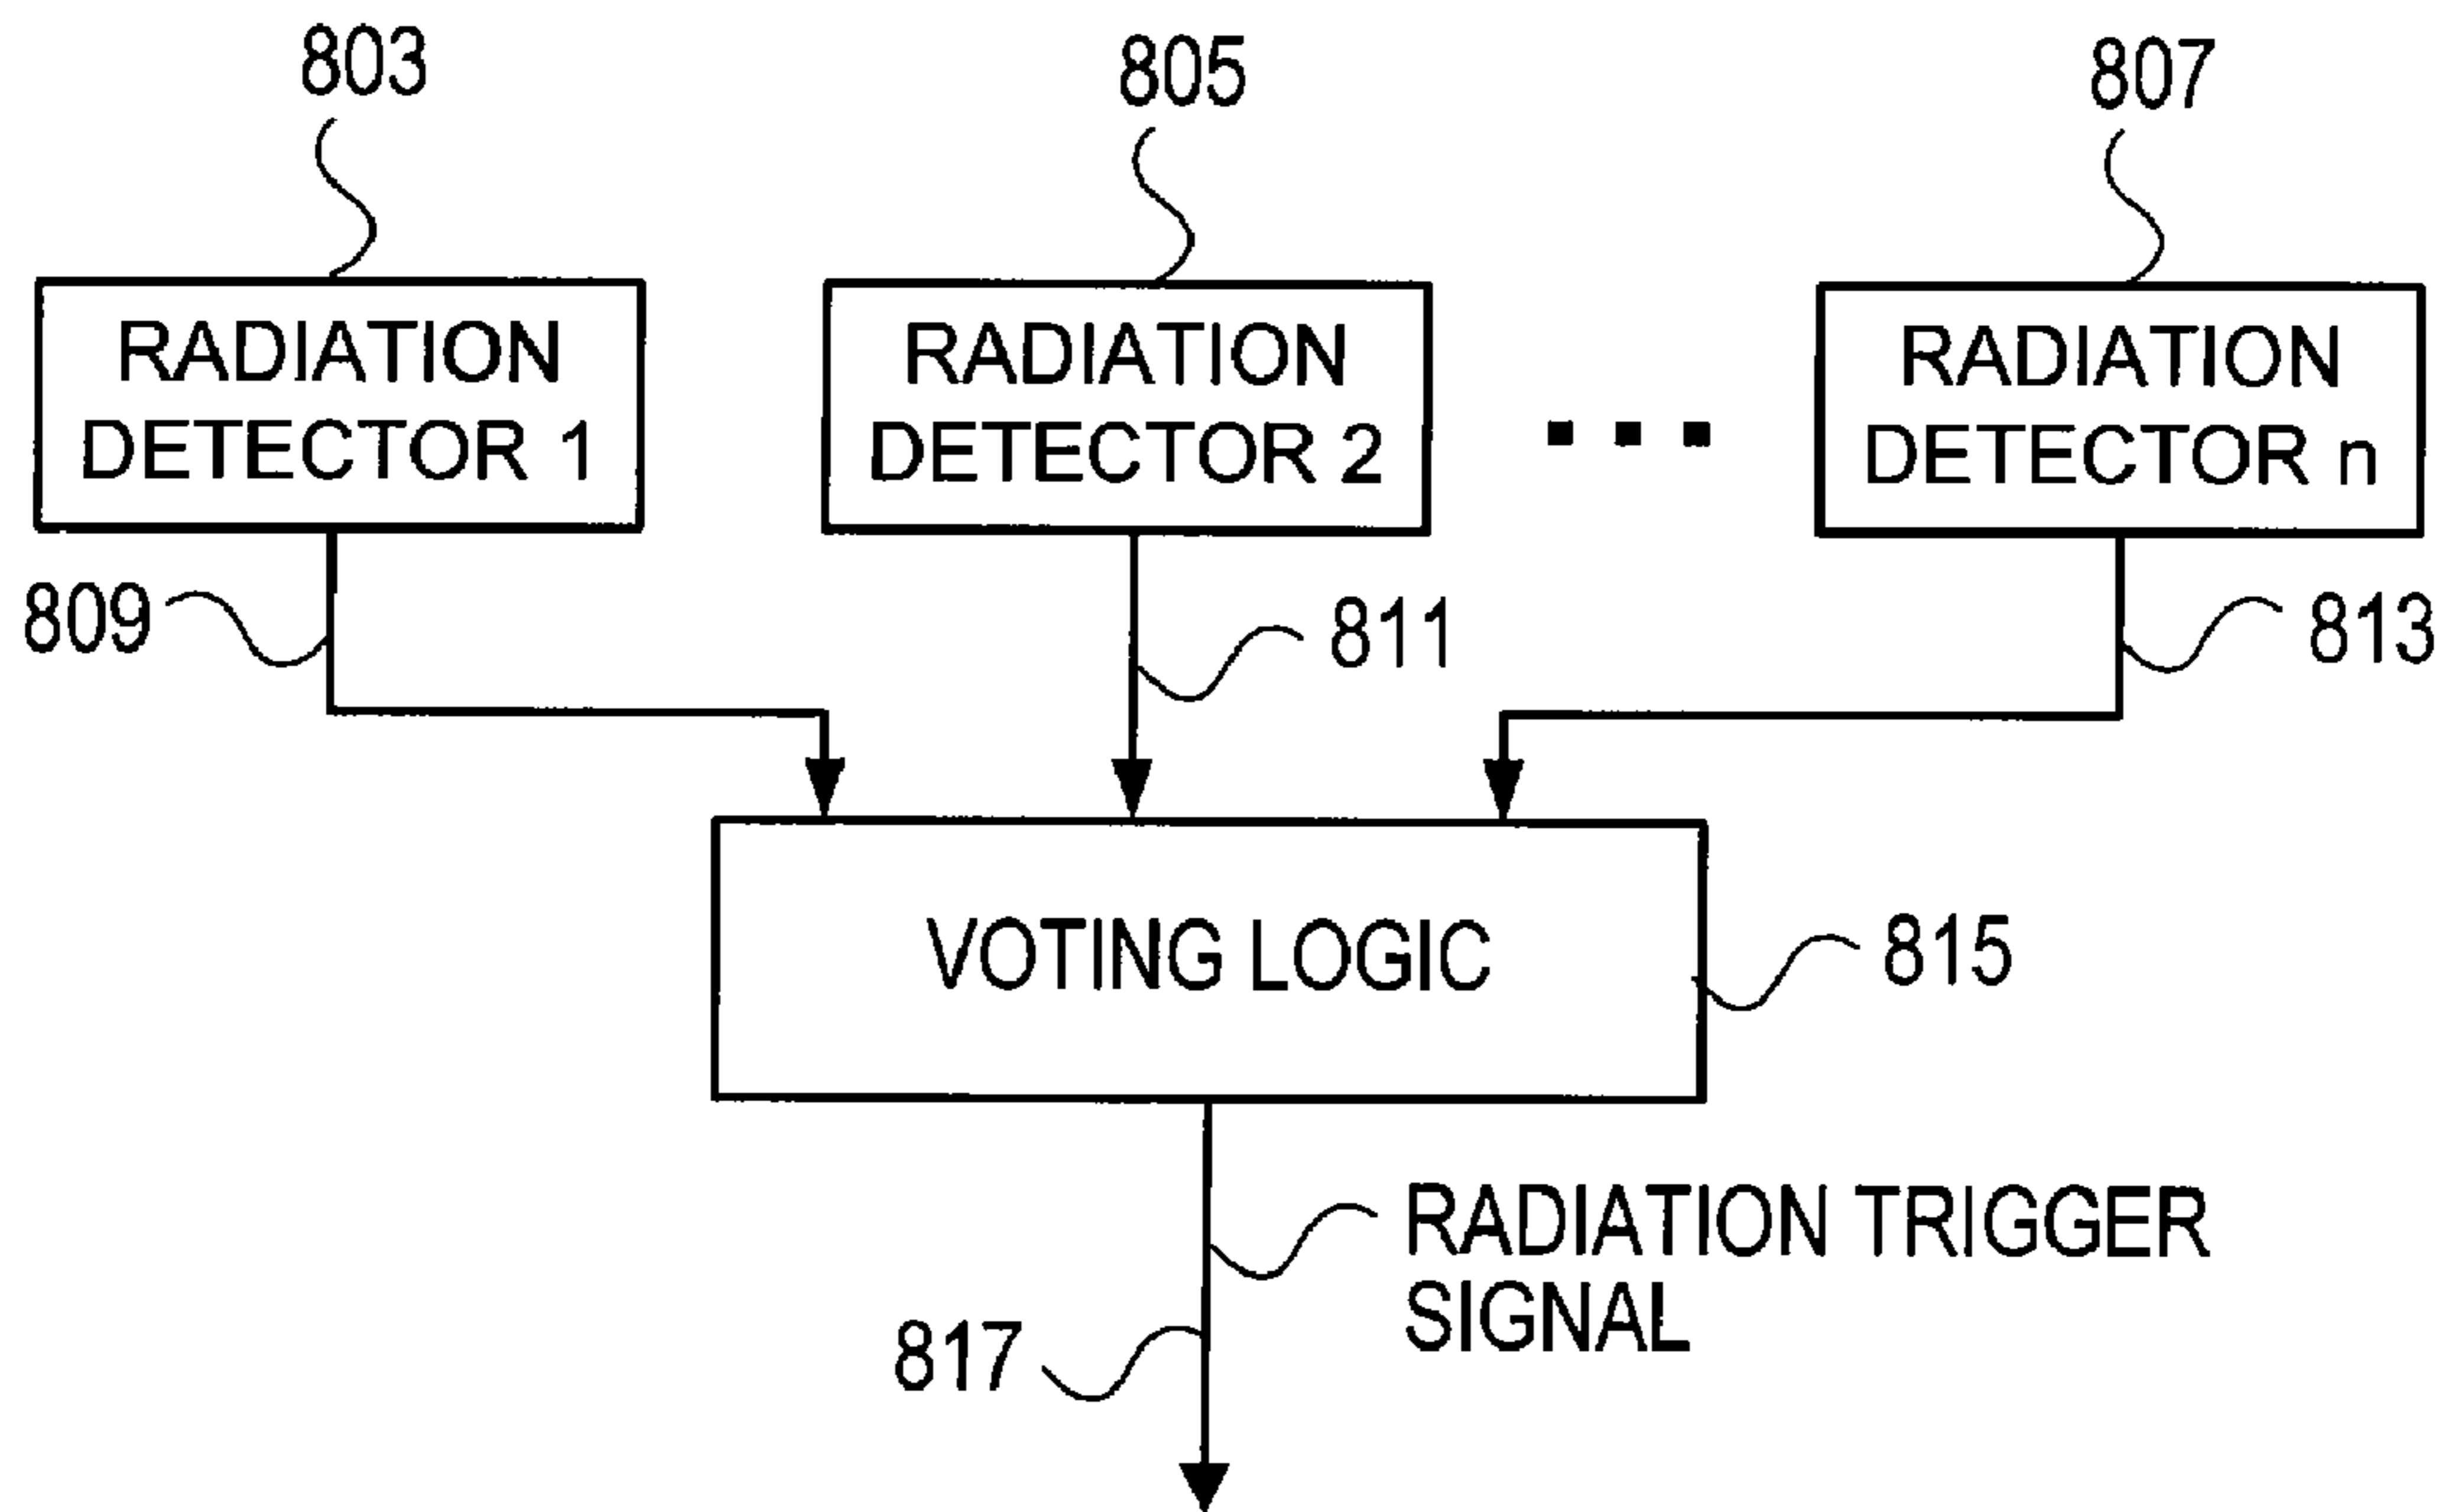 803
805
807
RADIATION
DETECTOR 1
RADIATION
DETECTOR 2
RADIATION
DETECTOR n
809
811
813
VOTING LOGIC
815
RADIATION TRIGGER
SIGNAL
817